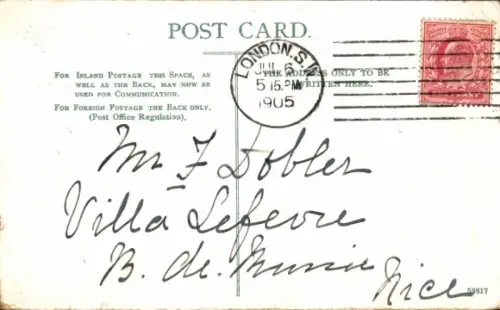 POST CARD.
FOR INLAND POSTAGE THIS SPACE, AS
WELL AS THE BACK, MAY NOW BE
USED FOR COMMUNICATION.
FOR FOREIGN POSTAGE THE BACK ONLY.
(Post Office Regulation).
THE ADDRESS ONLY TO BE
WRITTEN HERE.
LONDON. S.W
JUL 6
5 15. PM
1905
Mr F Dobler
Villa Lefevre
B. de
Nice
52817